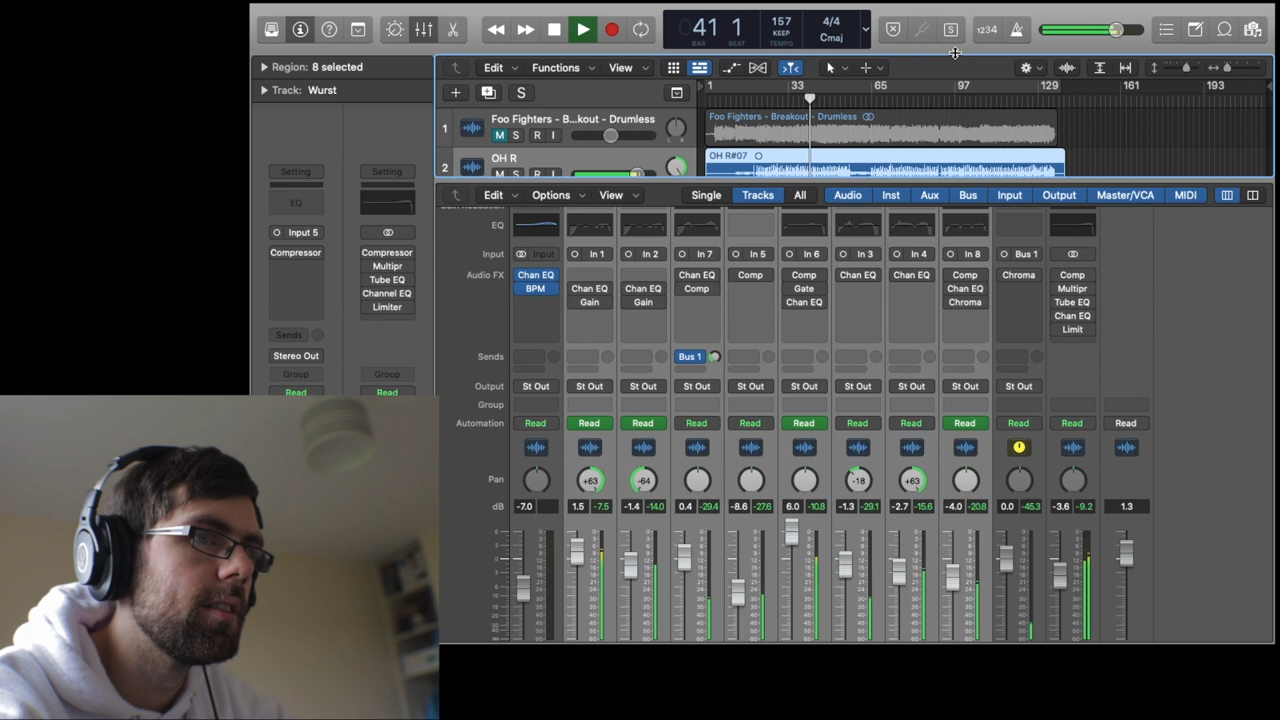 41 1
BAR BEAT
157
KEEP
TEMPO
4/4
Cmaj
S
1234
Region: 8 selected
Track: Wurst
Edit Functions View
S
1 33 65 97 129 161 193
1 Foo Fighters - B...kout - Drumless
M S R I
Foo Fighters - Breakout - Drumless
2 OH R
M S R I
OH R#07
Edit Options View Single Tracks All Audio Inst Aux Bus Input Output Master/VCA MIDI
Setting Setting
EQ
Input 5
Compressor Compressor
Multipr
Tube EQ
Channel EQ
Limiter
Sends
Stereo Out
Group Group
Read Read
EQ
Input Input In 1 In 2 In 7 In 5 In 6 In 3 In 4 In 8 Bus 1
Audio FX Chan EQ Chan EQ Comp Comp Chan EQ Chan EQ Comp Chroma Comp
BPM Chan EQ Chan EQ Comp Gate Chan EQ Multipr
Gain Gain Chan EQ Chroma Tube EQ
Chan EQ
Limit
Sends Bus 1
Output St Out St Out St Out St Out St Out St Out St Out St Out St Out St Out
Group
Automation Read Read Read Read Read Read Read Read Read Read Read Read
Pan +63 -64 -18 +63
dB -7.0 1.5 -7.5 -1.4 -14.0 0.4 -29.4 -8.6 -27.6 6.0 -10.8 -1.3 -29.1 -2.7 -15.6 -4.0 -20.8 0.0 -45.3 -3.6 -9.2 1.3